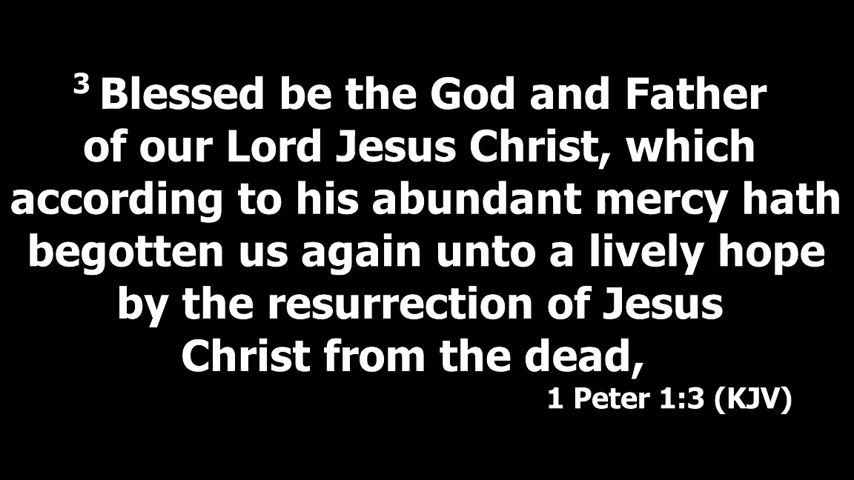 3 Blessed be the God and Father
of our Lord Jesus Christ, which
according to his abundant mercy hath
begotten us again unto a lively hope
by the resurrection of Jesus
Christ from the dead,
1 Peter 1:3 (KJV)